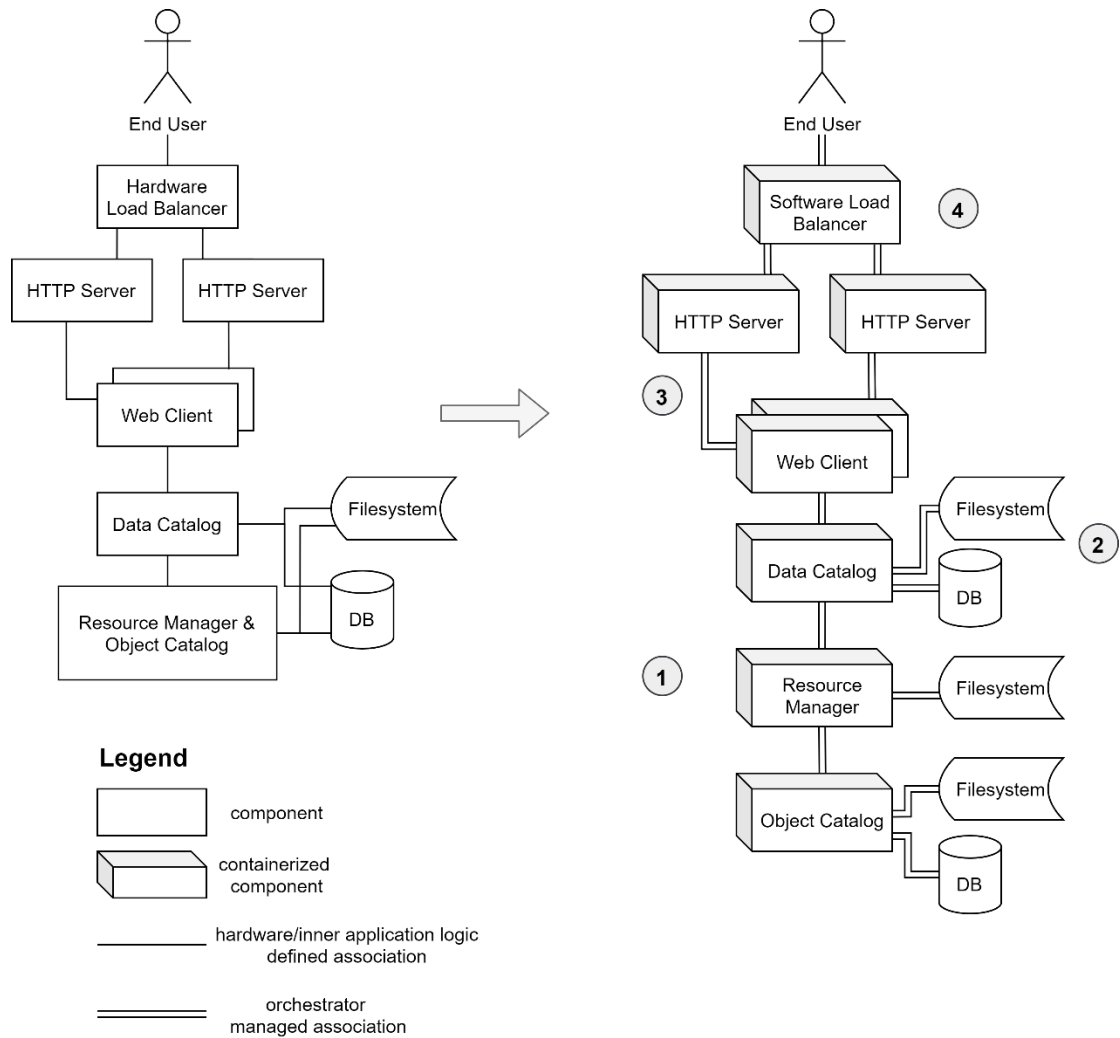 End User
Hardware
Load Balancer
HTTP Server
HTTP Server
Web Client
Data Catalog
Filesystem
Resource Manager &
Object Catalog
DB
Legend
component
containerized
component
hardware/inner application logic
defined association
orchestrator
managed association
End User
Software Load
Balancer
4
HTTP Server
HTTP Server
3
Web Client
Data Catalog
Filesystem
2
DB
1
Resource
Manager
Filesystem
Object Catalog
Filesystem
DB